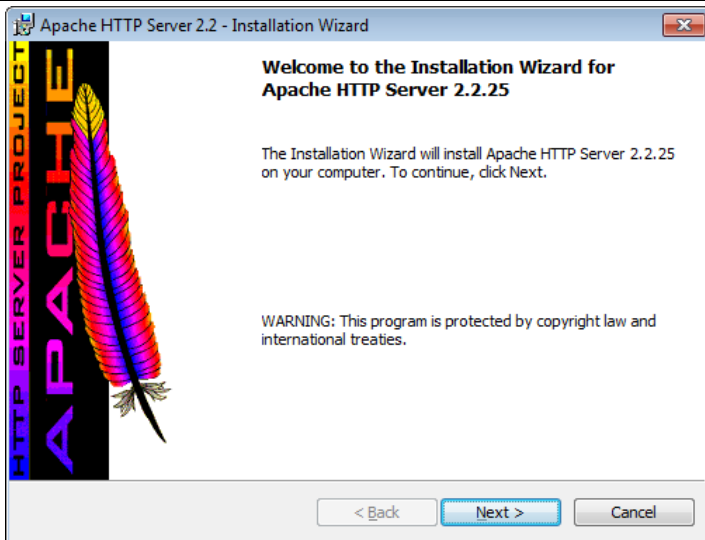 Apache HTTP Server 2.2 - Installation Wizard
HTTP SERVER PROJECT
APACHE
Welcome to the Installation Wizard for
Apache HTTP Server 2.2.25
The Installation Wizard will install Apache HTTP Server 2.2.25
on your computer. To continue, click Next.
WARNING: This program is protected by copyright law and
international treaties.
< Back
Next >
Cancel